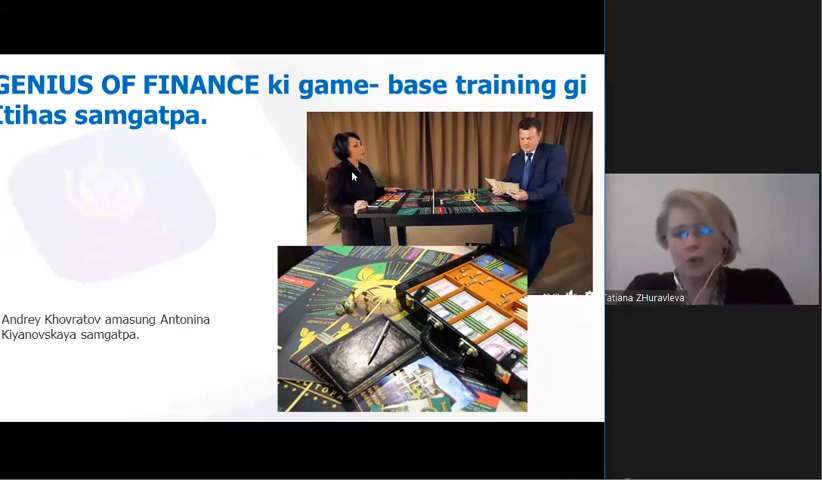 GENIUS OF FINANCE ki game- base training gi
Itihas samgatpa.
Andrey Khovratov amasung Antonina
Kiyanovskaya samgatpa.
Tatiana ZHuravleva